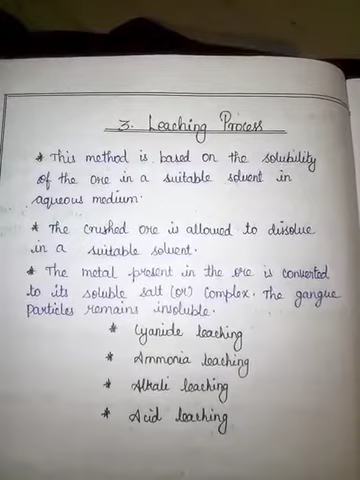 3. Leaching Process
* This method is based on the solubility
of the ore in a suitable solvent in
aqueous medium.
* The crushed ore is allowed to dissolve
in a suitable solvent.
* The metal present in the ore is converted
to its soluble salt (or) complex. The gangue
particles remains insoluble.
* Cyanide leaching
* Ammonia leaching
* Alkali leaching
* Acid leaching